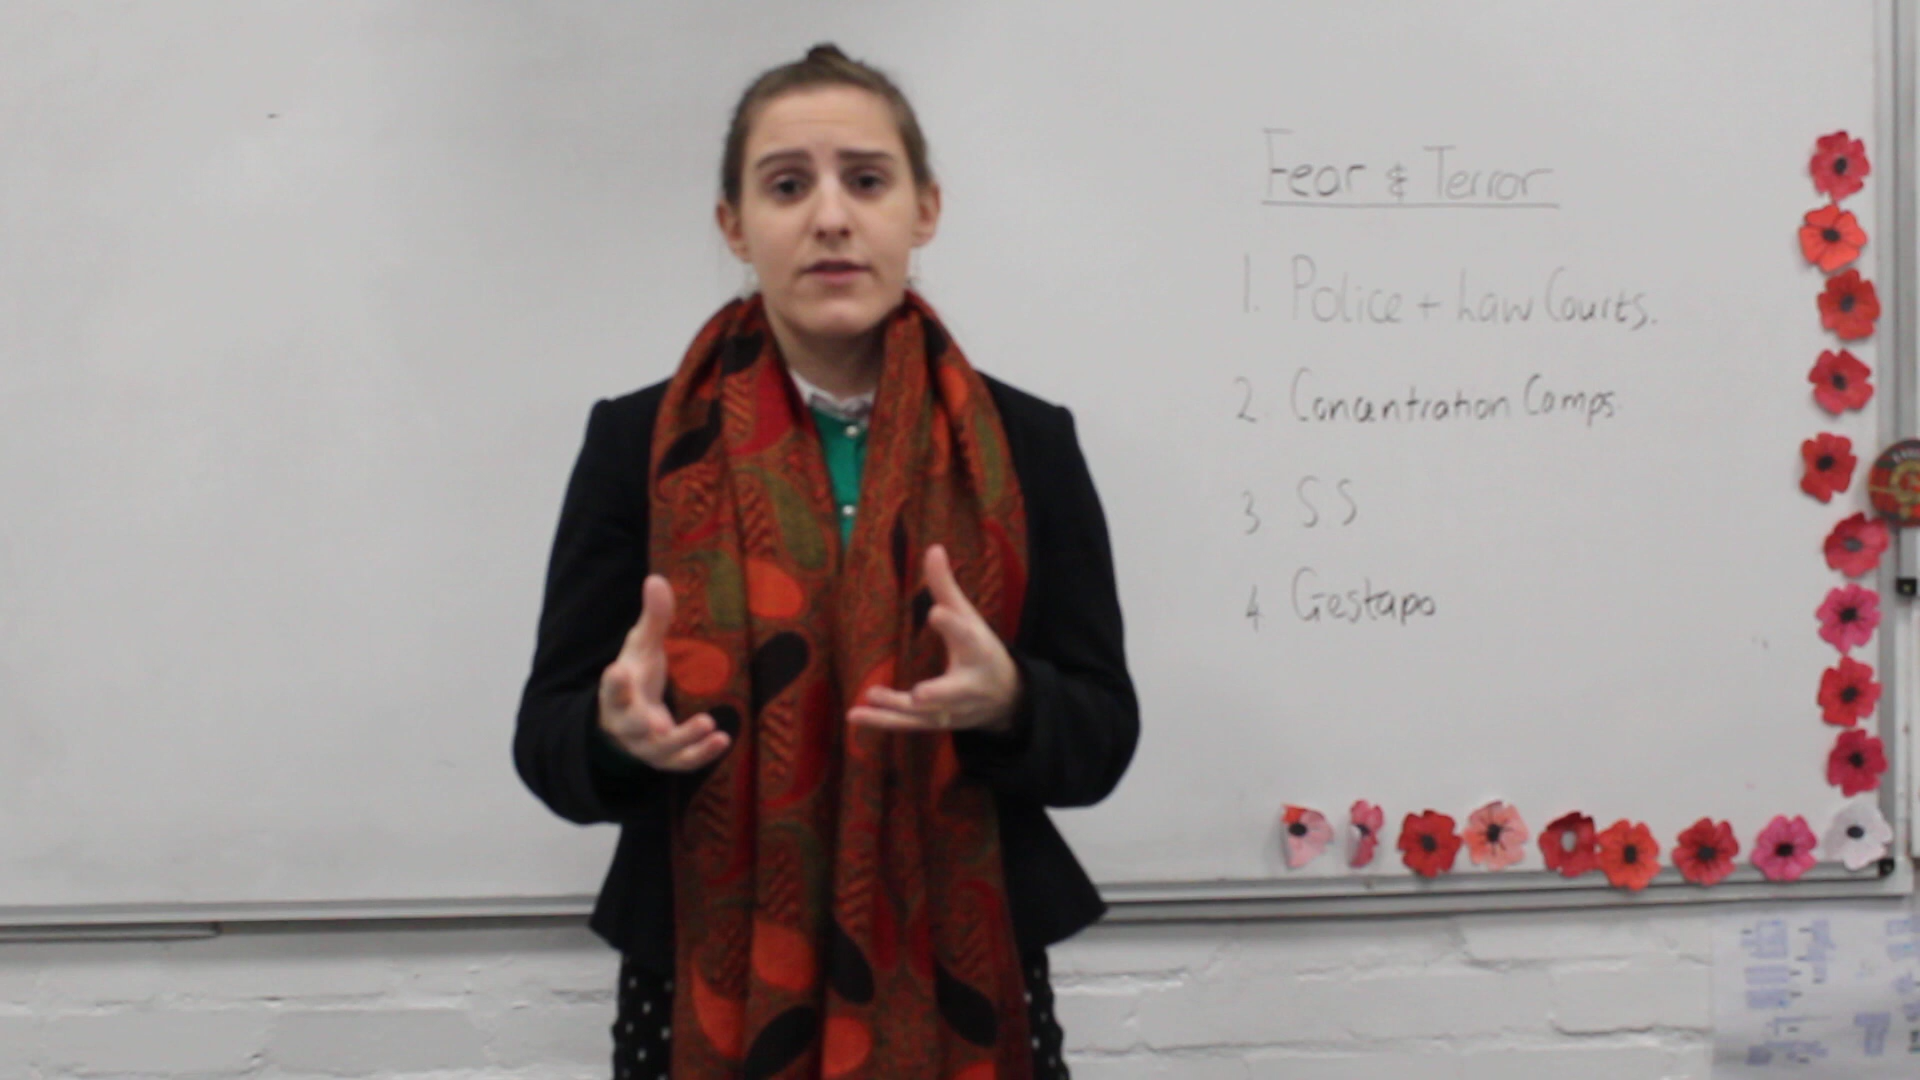 Fear & Terror
1. Police + Law Courts.
2. Concentration Camps.
3 SS
4 Gestapo